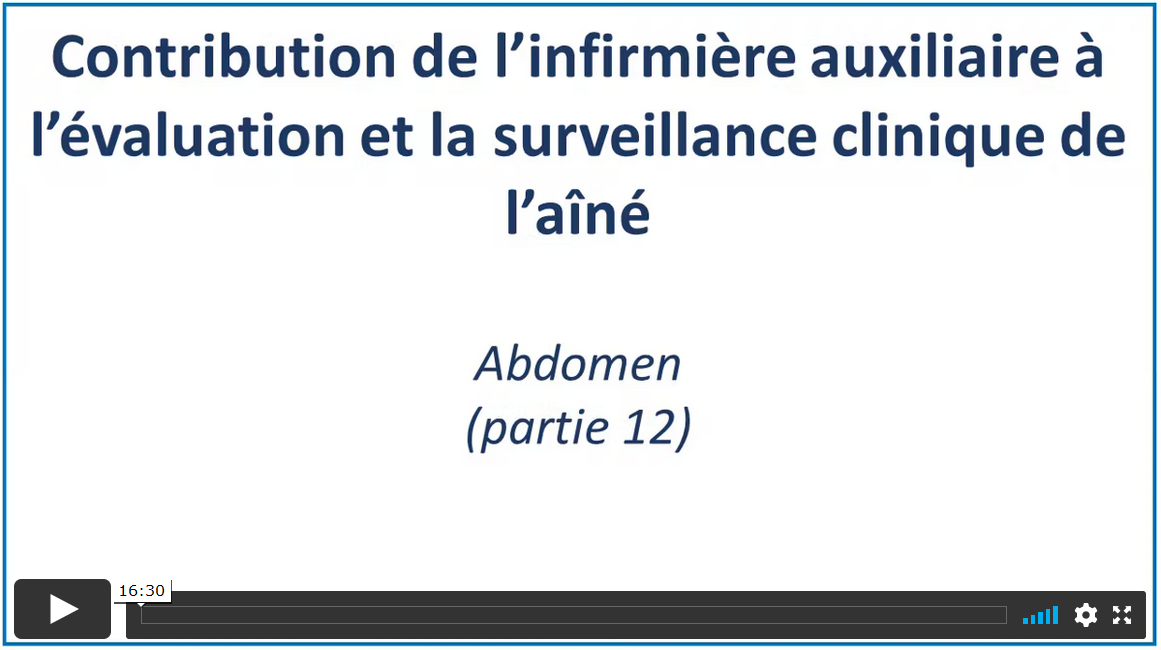 Contribution de l’infirmière auxiliaire à
l’évaluation et la surveillance clinique de
l’aîné
Abdomen
(partie 12)
16:30